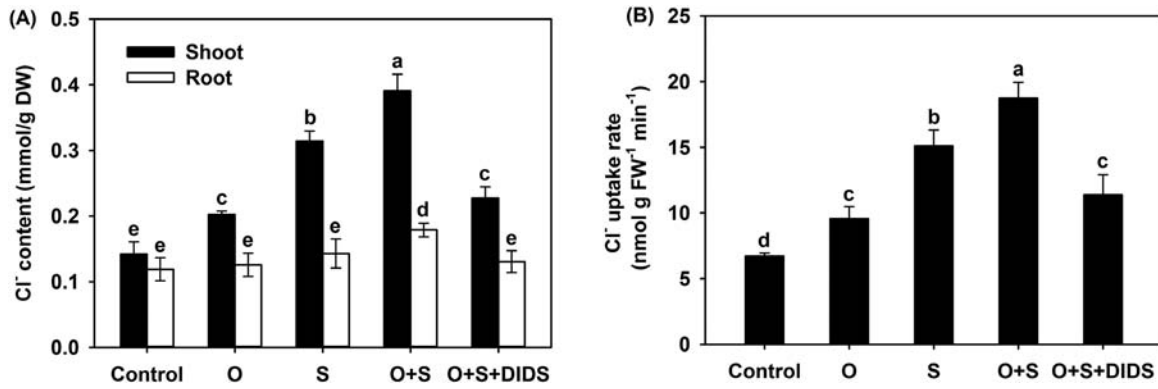 (A)
Cl⁻ content (mmol/g DW)
0.5
0.4
0.3
0.2
0.1
0.0
Shoot
Root
e e c e b e a d c e
Control O S O+S O+S+DIDS
(B)
Cl⁻ uptake rate
(nmol g FW⁻¹ min⁻¹)
25
20
15
10
5
0
d c b a c
Control O S O+S O+S+DIDS